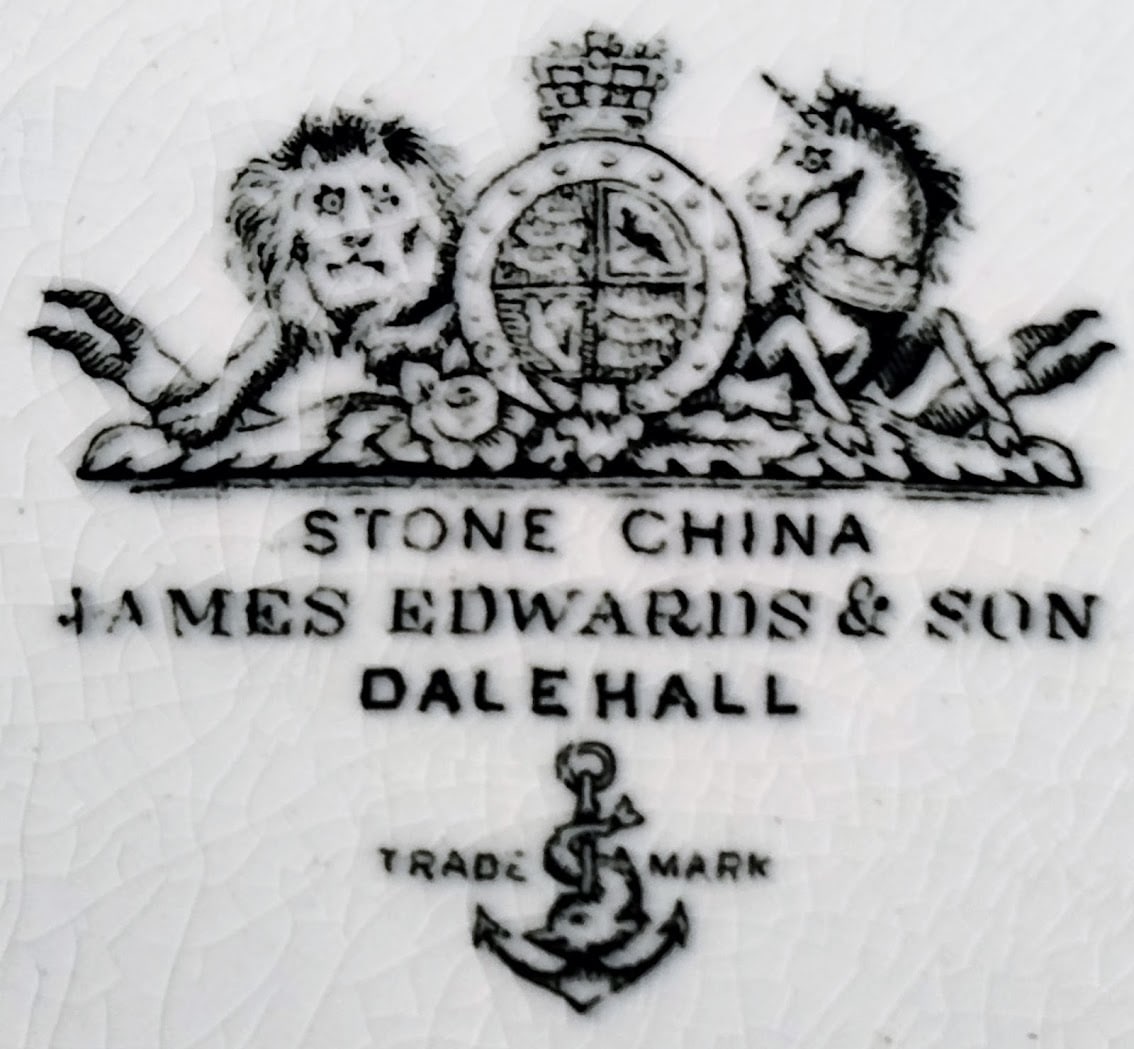 STONE CHINA
JAMES EDWARDS & SON
DALEHALL
TRADE MARK